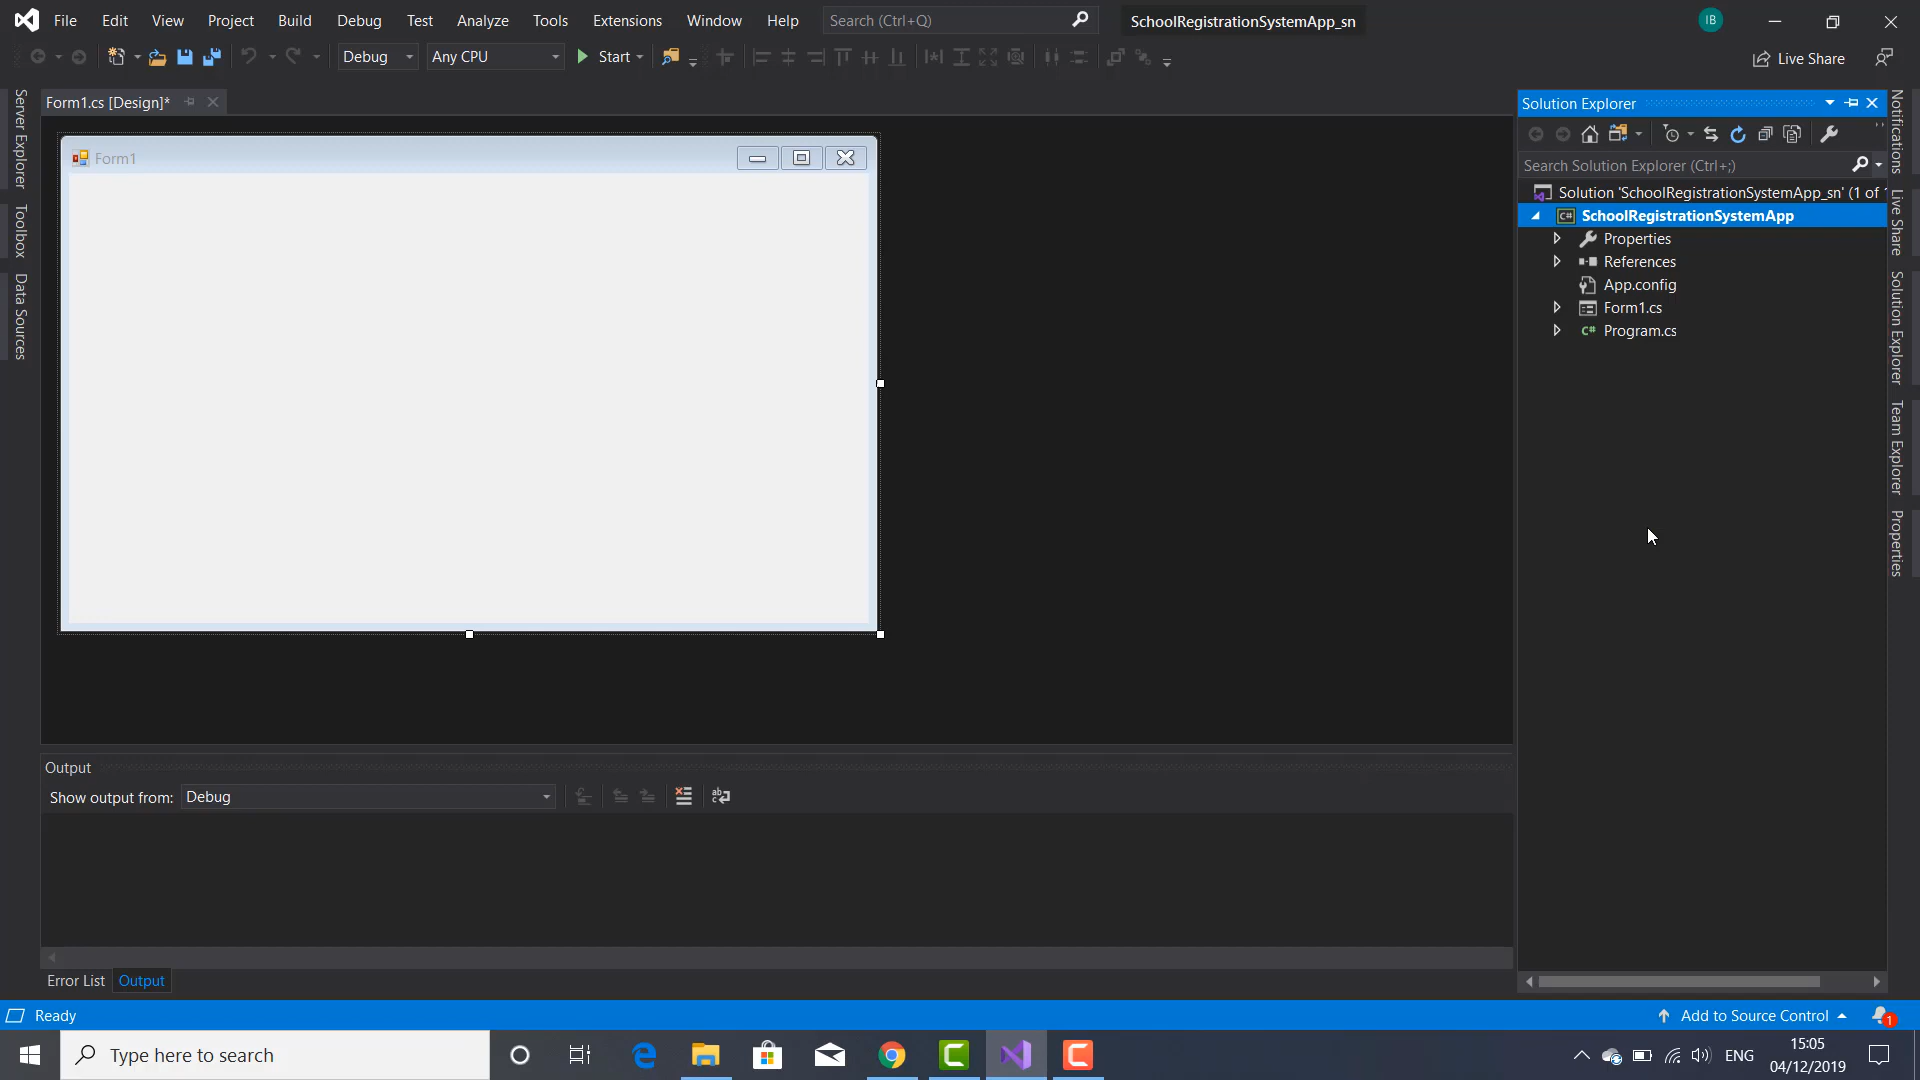 File Edit View Project Build Debug Test Analyze Tools Extensions Window Help Search (Ctrl+Q) SchoolRegistrationSystemApp_sn IB
Debug Any CPU Start Live Share
Form1.cs [Design]*
Form1
Server Explorer
Toolbox
Data Sources
Solution Explorer
Search Solution Explorer (Ctrl+;)
Solution 'SchoolRegistrationSystemApp_sn' (1 of
C# SchoolRegistrationSystemApp
Properties
References
App.config
Form1.cs
C# Program.cs
Notifications
Live Share
Solution Explorer
Team Explorer
Properties
Output
Show output from: Debug
Error List Output
Ready
Add to Source Control 1
Type here to search
ENG
15:05
04/12/2019